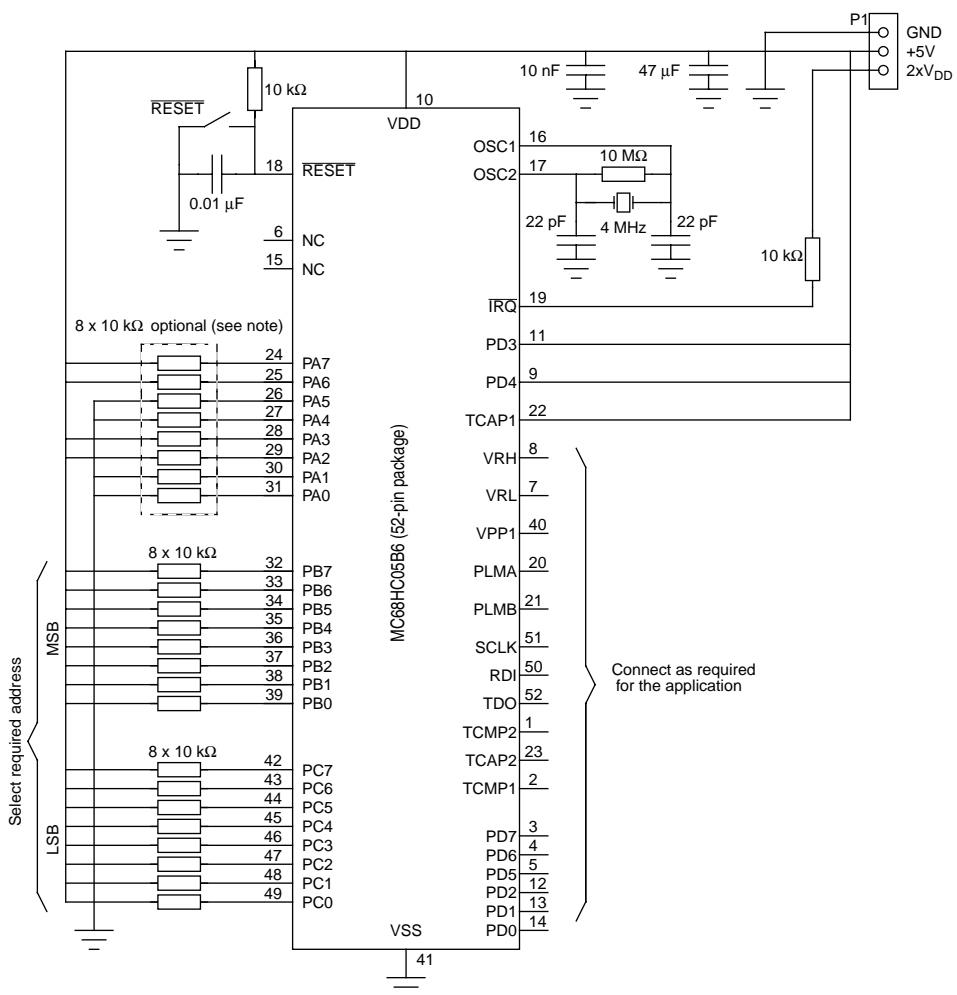 P1
GND
+5V
2xVDD
10 nF
47 µF
10 kΩ
RESET
10
VDD
0.01 µF
18
RESET
6
NC
15
NC
16
OSC1
10 MΩ
17
OSC2
22 pF
4 MHz
22 pF
10 kΩ
19
IRQ
11
PD3
9
PD4
22
TCAP1
8 x 10 kΩ optional (see note)
24
PA7
25
PA6
26
PA5
27
PA4
28
PA3
29
PA2
30
PA1
31
PA0
MC68HC05B6 (52-pin package)
8
VRH
7
VRL
40
VPP1
20
PLMA
21
PLMB
51
SCLK
50
RDI
52
TDO
1
TCMP2
23
TCAP2
2
TCMP1
3
PD7
4
PD6
5
PD5
12
PD2
13
PD1
14
PD0
Connect as required
for the application
8 x 10 kΩ
32
PB7
33
PB6
34
PB5
35
PB4
36
PB3
37
PB2
38
PB1
39
PB0
MSB
Select required address
LSB
8 x 10 kΩ
42
PC7
43
PC6
44
PC5
45
PC4
46
PC3
47
PC2
48
PC1
49
PC0
VSS
41